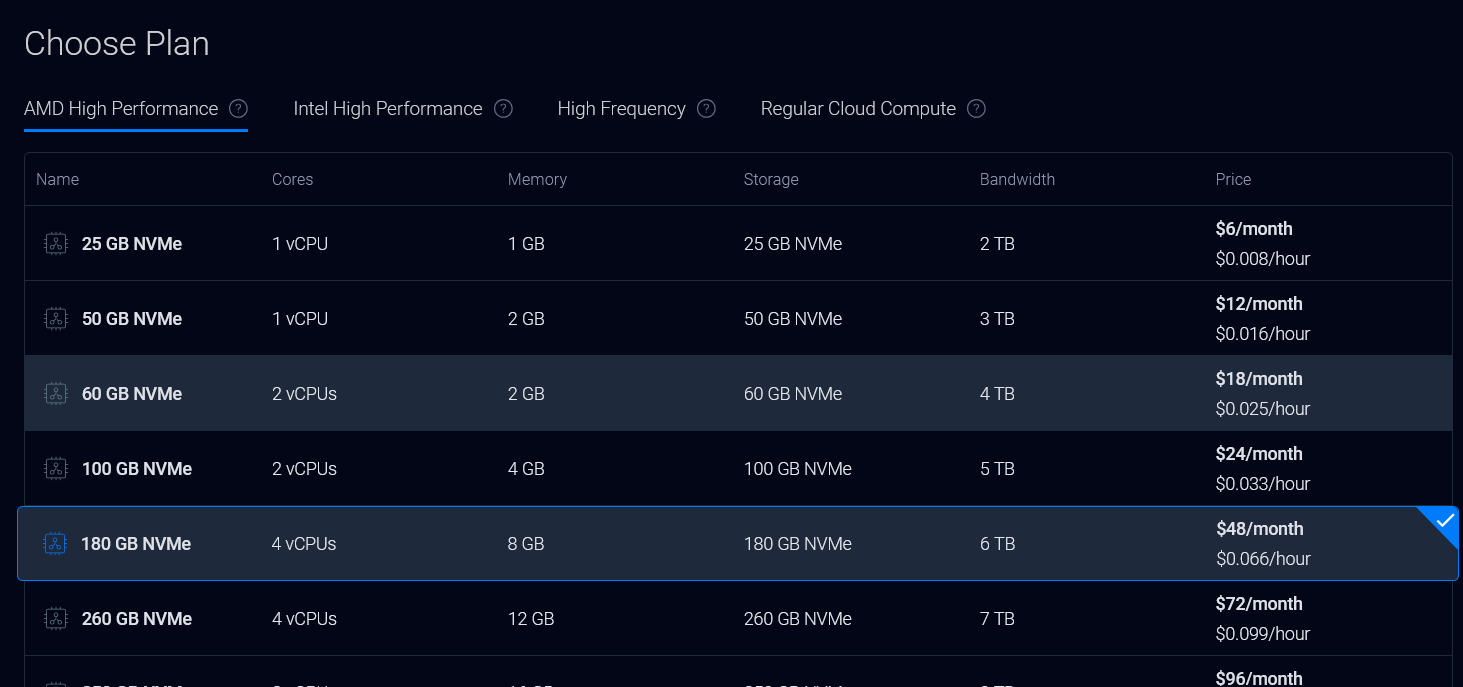 Choose Plan
AMD High Performance ? Intel High Performance ? High Frequency ? Regular Cloud Compute ?
Name Cores Memory Storage Bandwidth Price
25 GB NVMe 1 vCPU 1 GB 25 GB NVMe 2 TB $6/month
$0.008/hour
50 GB NVMe 1 vCPU 2 GB 50 GB NVMe 3 TB $12/month
$0.016/hour
60 GB NVMe 2 vCPUs 2 GB 60 GB NVMe 4 TB $18/month
$0.025/hour
100 GB NVMe 2 vCPUs 4 GB 100 GB NVMe 5 TB $24/month
$0.033/hour
180 GB NVMe 4 vCPUs 8 GB 180 GB NVMe 6 TB $48/month
$0.066/hour
260 GB NVMe 4 vCPUs 12 GB 260 GB NVMe 7 TB $72/month
$0.099/hour
$96/month